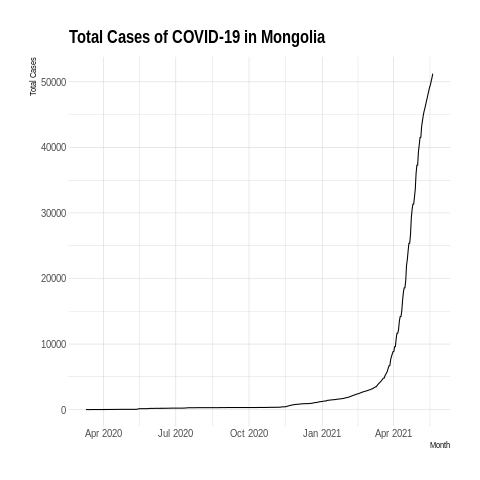 Total Cases of COVID-19 in Mongolia
Total Cases
50000
40000
30000
20000
10000
0
Apr 2020
Jul 2020
Oct 2020
Jan 2021
Apr 2021
Month